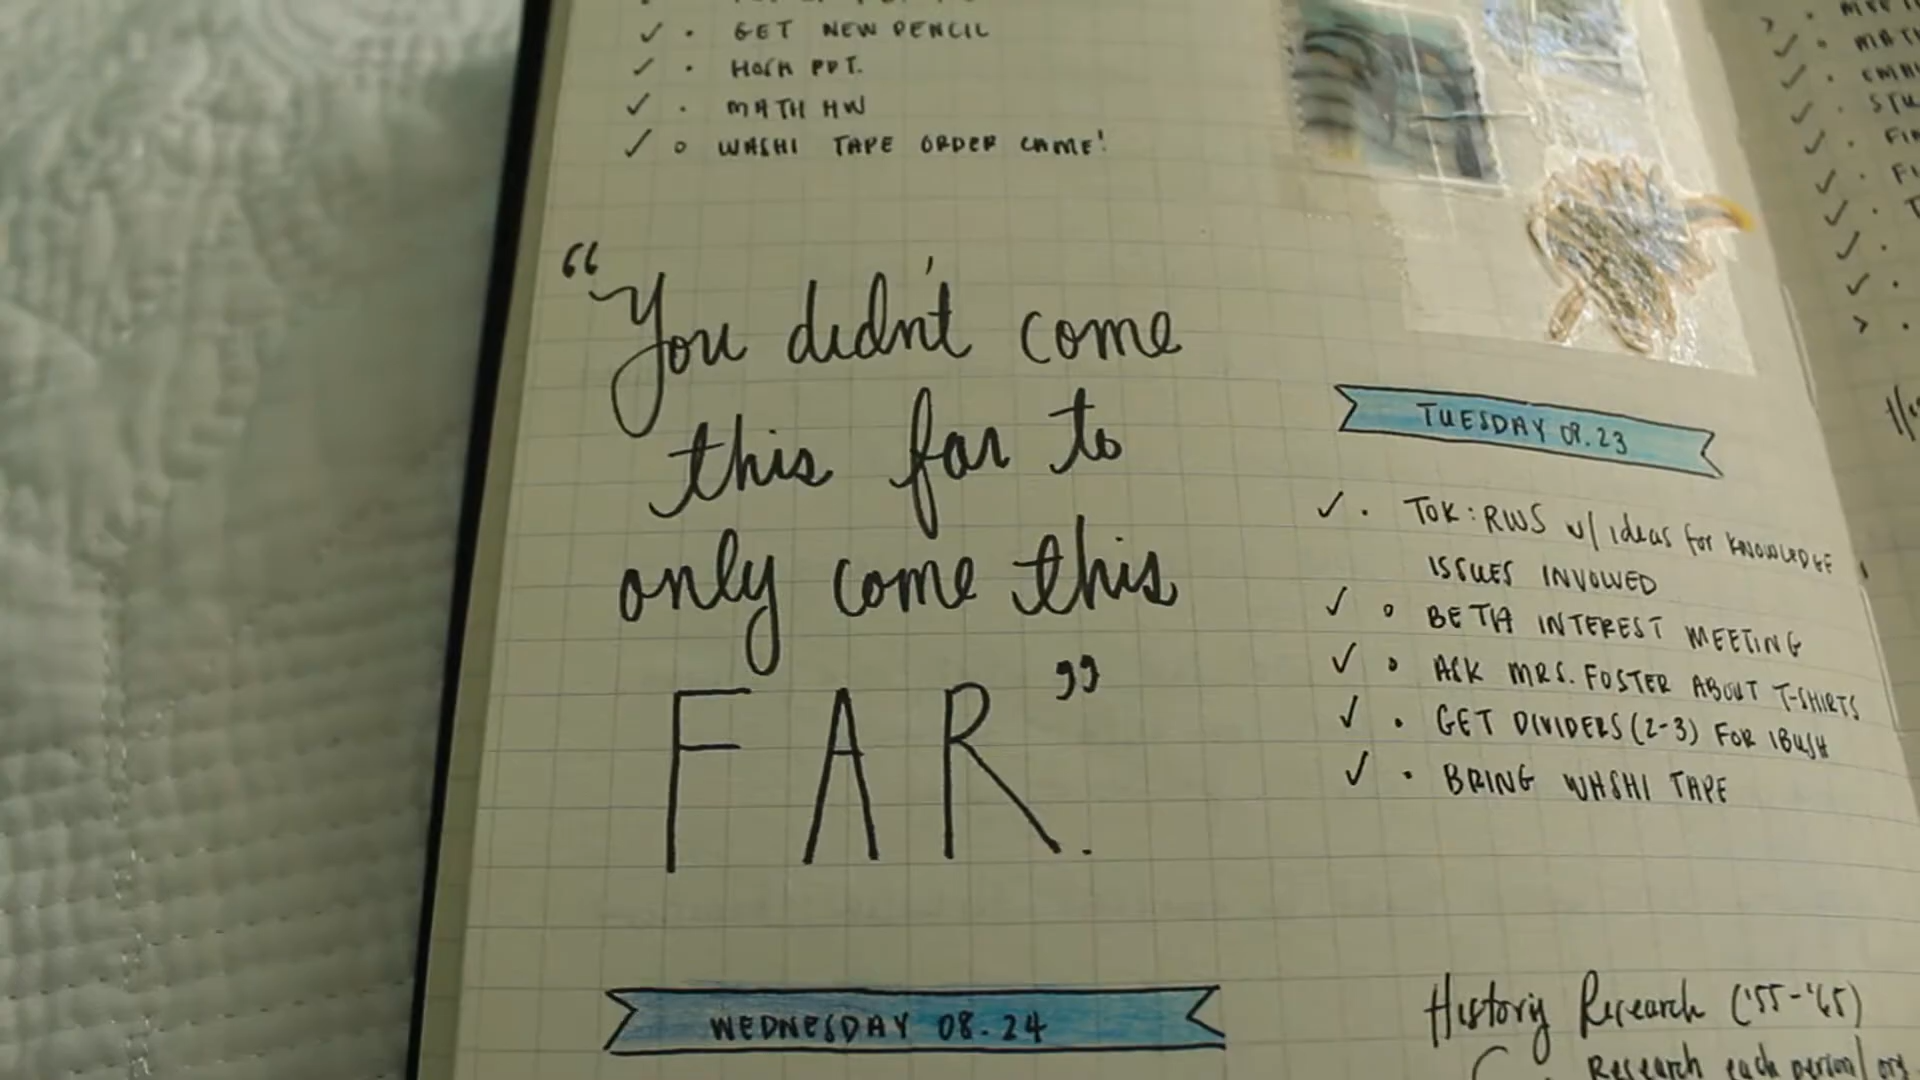 GET NEW PENCIL
HOSA PPT.
MATH HW
WASHI TAPE ORDER CAME!
“You didn't come
this far to
only come this
FAR.”
WEDNESDAY 08.24
TUESDAY 08.23
TOK: RWS w/ ideas for KNOWLEDGE
ISSUES INVOLVED
BETA INTEREST MEETING
ASK MRS. FOSTER ABOUT T-SHIRTS
GET DIVIDERS (2-3) FOR IBUSH
BRING WASHI TAPE
History Research ('55-'65)
Research each person/